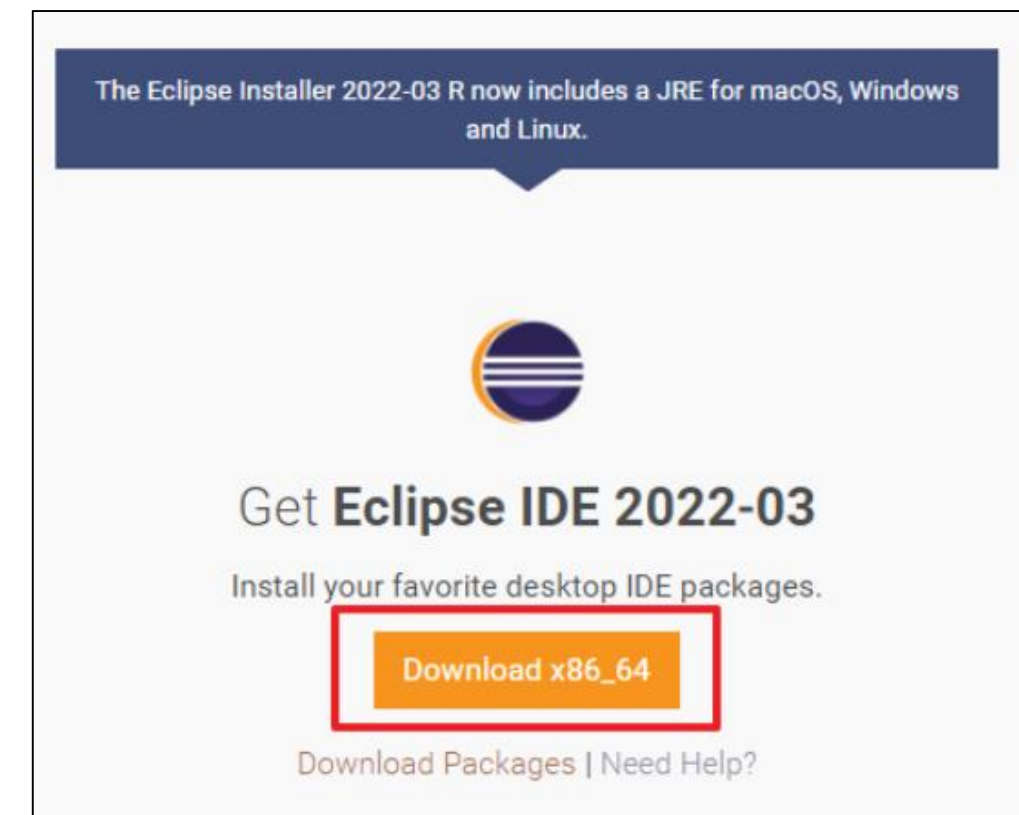 The Eclipse Installer 2022-03 R now includes a JRE for macOS, Windows
and Linux.
Get Eclipse IDE 2022-03
Install your favorite desktop IDE packages.
Download x86_64
Download Packages | Need Help?